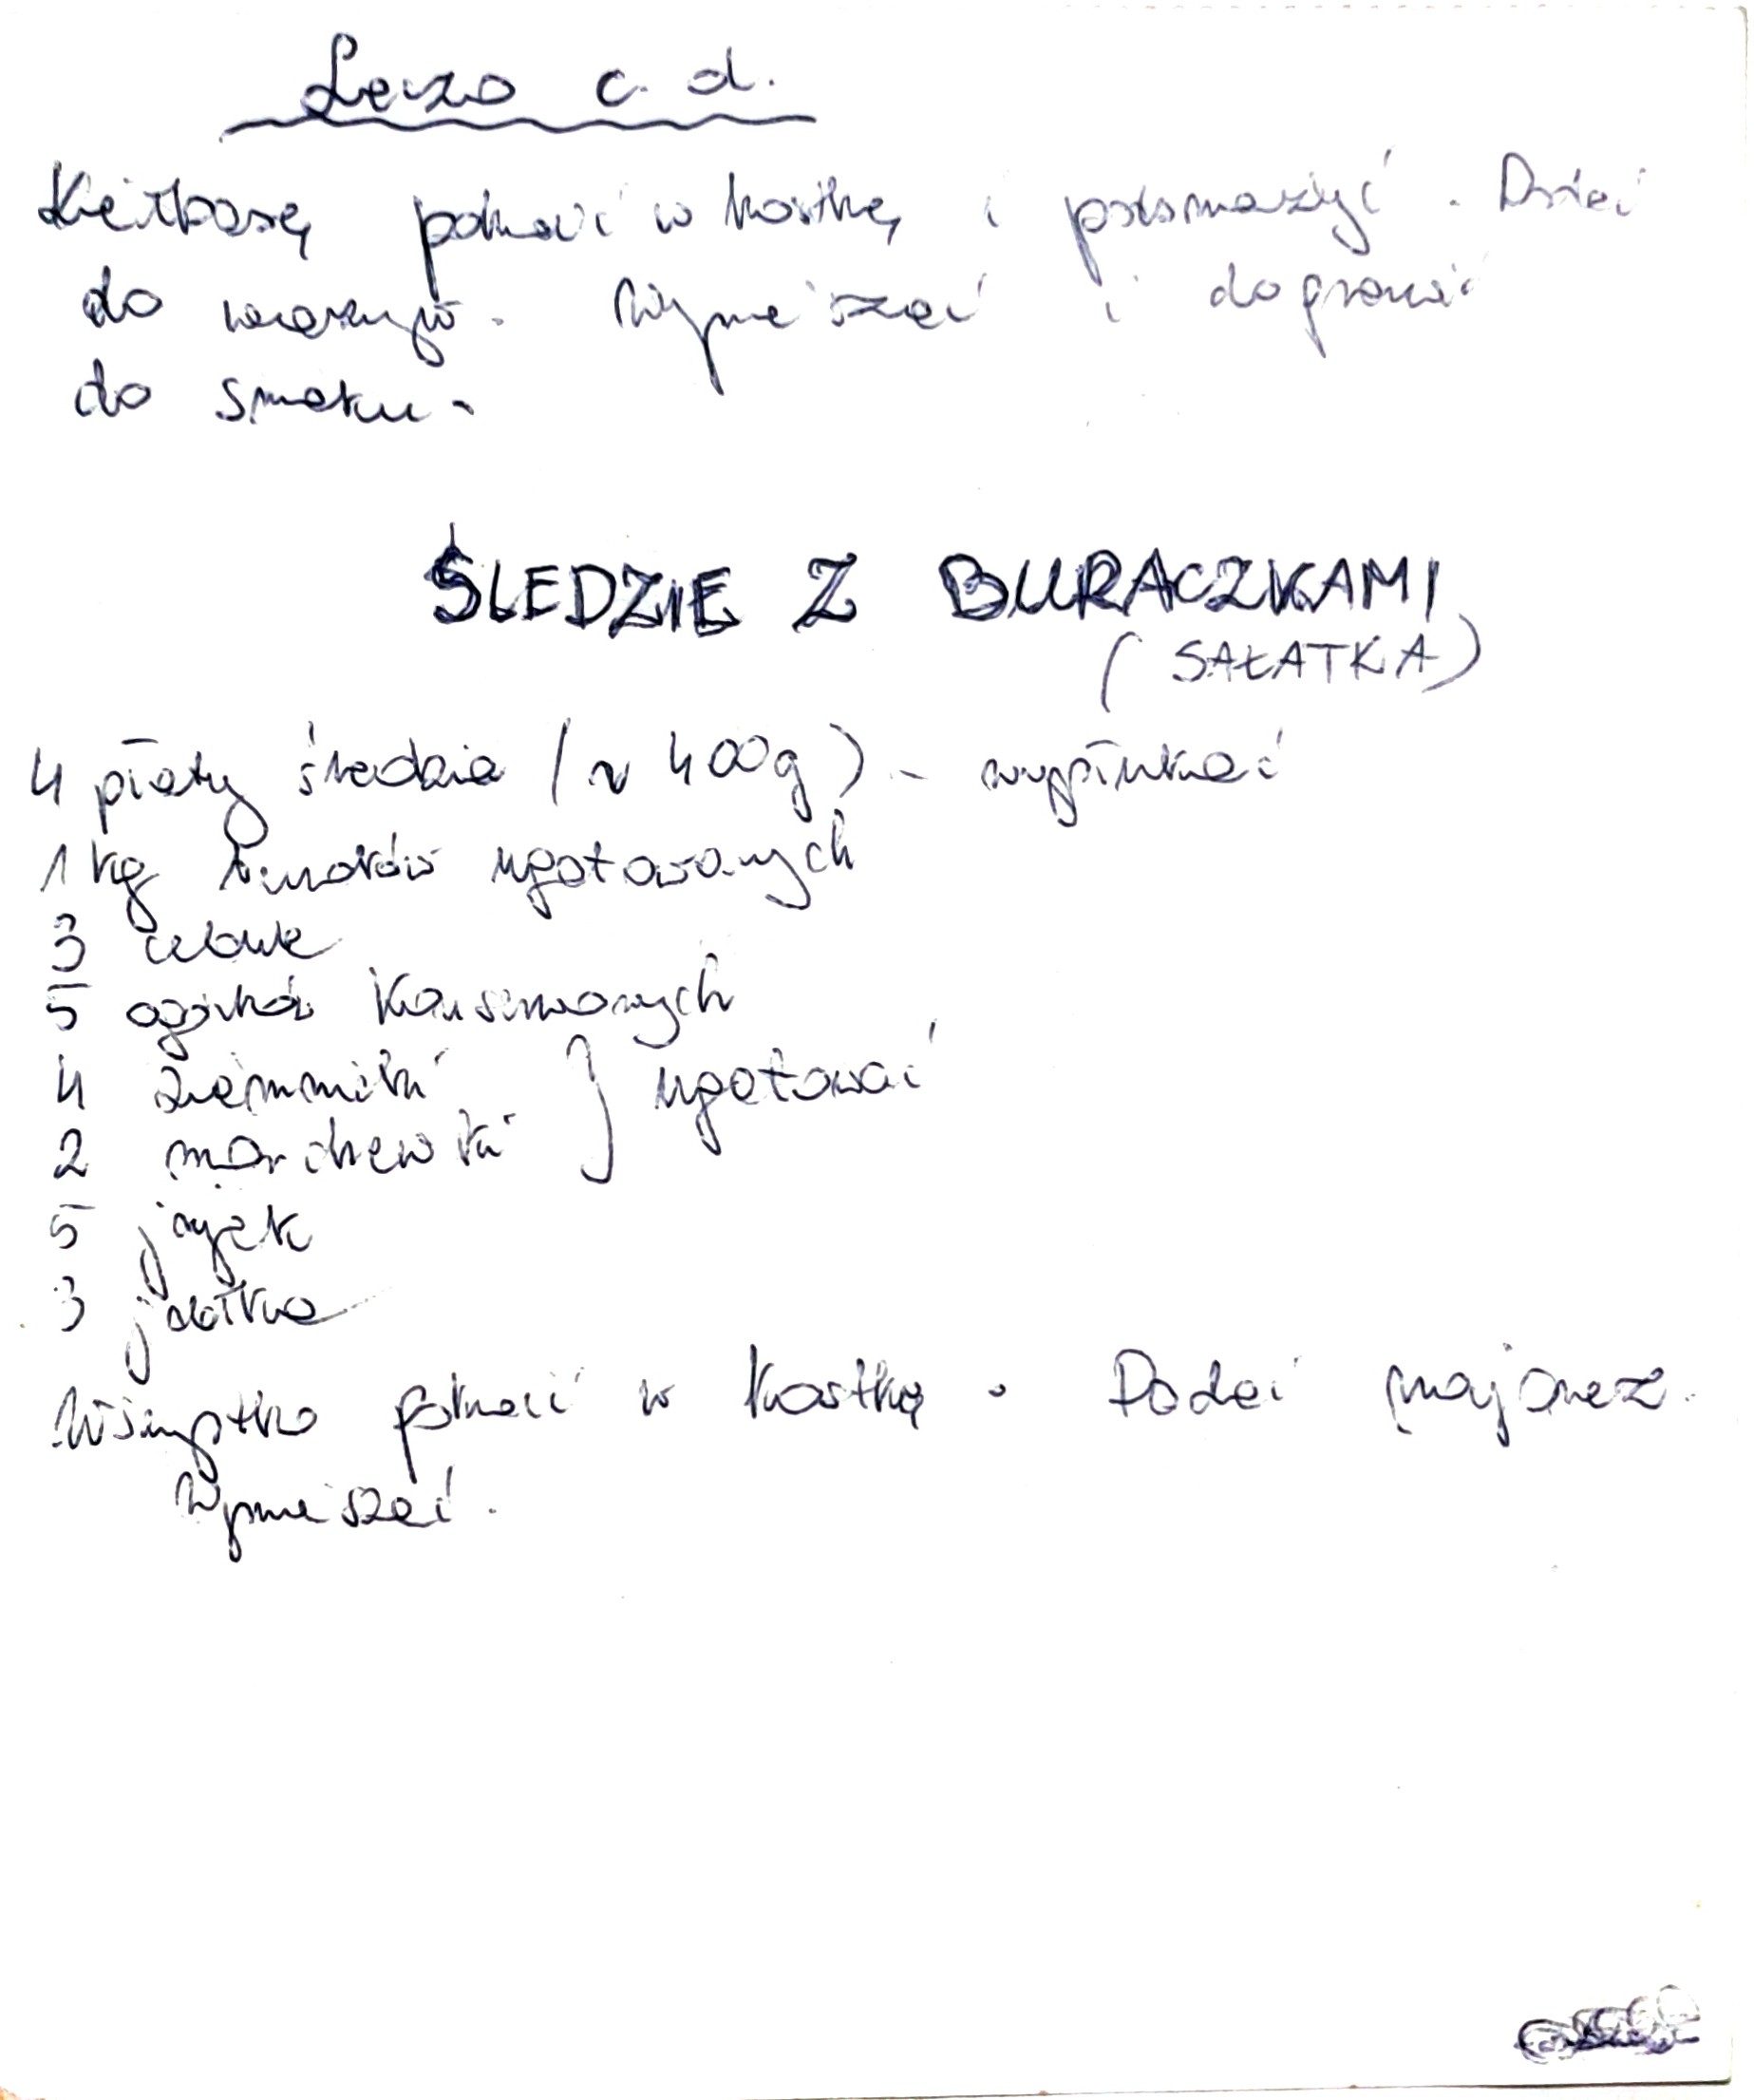 Leczo c. d.
Kiełbasę pokroić w kostkę i podsmażyć. Dodać
do warzyw. Wymieszać i doprawić
do smaku.
ŚLEDZIE Z BURACZKAMI
(SAŁATKA)
4 płaty śledzia (~ 400g) - wypłukać
1 kg buraków ugotowanych
3 cebule
5 ogórków konserwowych
4 ziemniaki } ugotować
2 marchewki
5 jajek
3 jabłka
Wszystko pokroić w kostkę. Dodać majonez.
Wymieszać.